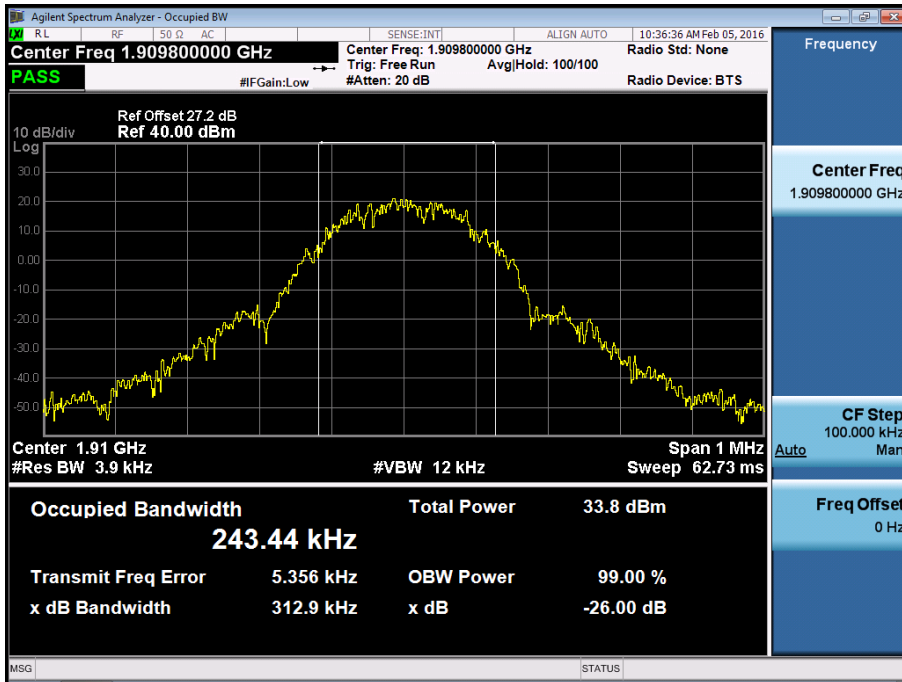 Agilent Spectrum Analyzer - Occupied BW
LXI RL RF 50 Ω AC SENSE:INT ALIGN AUTO 10:36:36 AM Feb 05, 2016
Center Freq 1.909800000 GHz
PASS
#IFGain:Low
Center Freq: 1.909800000 GHz
Trig: Free Run Avg|Hold: 100/100
#Atten: 20 dB
Radio Std: None
Radio Device: BTS
Frequency
Ref Offset 27.2 dB
10 dB/div Ref 40.00 dBm
Log
30.0
20.0
10.0
0.00
-10.0
-20.0
-30.0
-40.0
-50.0
Center 1.91 GHz Span 1 MHz
#Res BW 3.9 kHz #VBW 12 kHz Sweep 62.73 ms
Occupied Bandwidth Total Power 33.8 dBm
243.44 kHz
Transmit Freq Error 5.356 kHz OBW Power 99.00 %
x dB Bandwidth 312.9 kHz x dB -26.00 dB
Center Freq
1.909800000 GHz
CF Step
100.000 kHz
Auto Man
Freq Offset
0 Hz
MSG STATUS